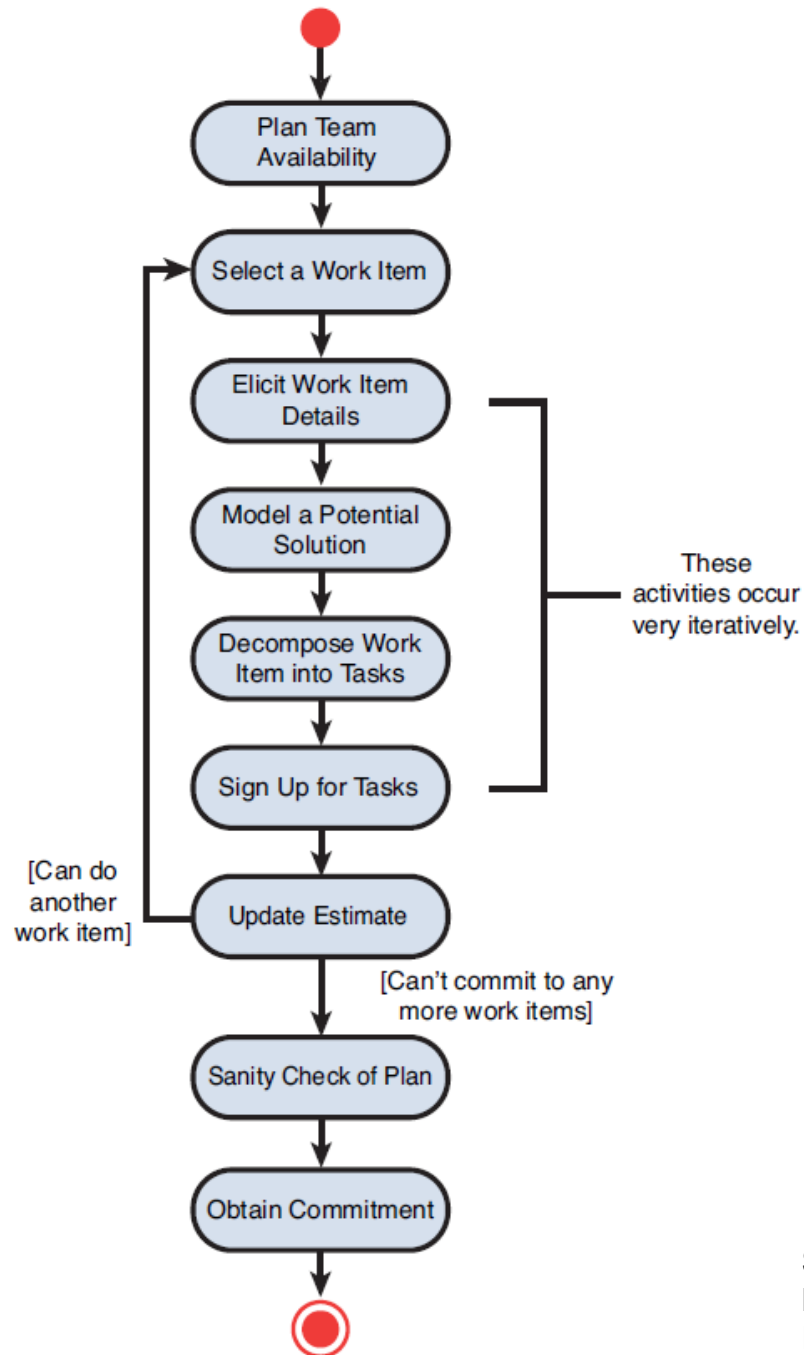 Plan Team
Availability
Select a Work Item
Elicit Work Item
Details
Model a Potential
Solution
These
activities occur
very iteratively.
Decompose Work
Item into Tasks
Sign Up for Tasks
[Can do
another
work item]
Update Estimate
[Can't commit to any
more work items]
Sanity Check of Plan
Obtain Commitment